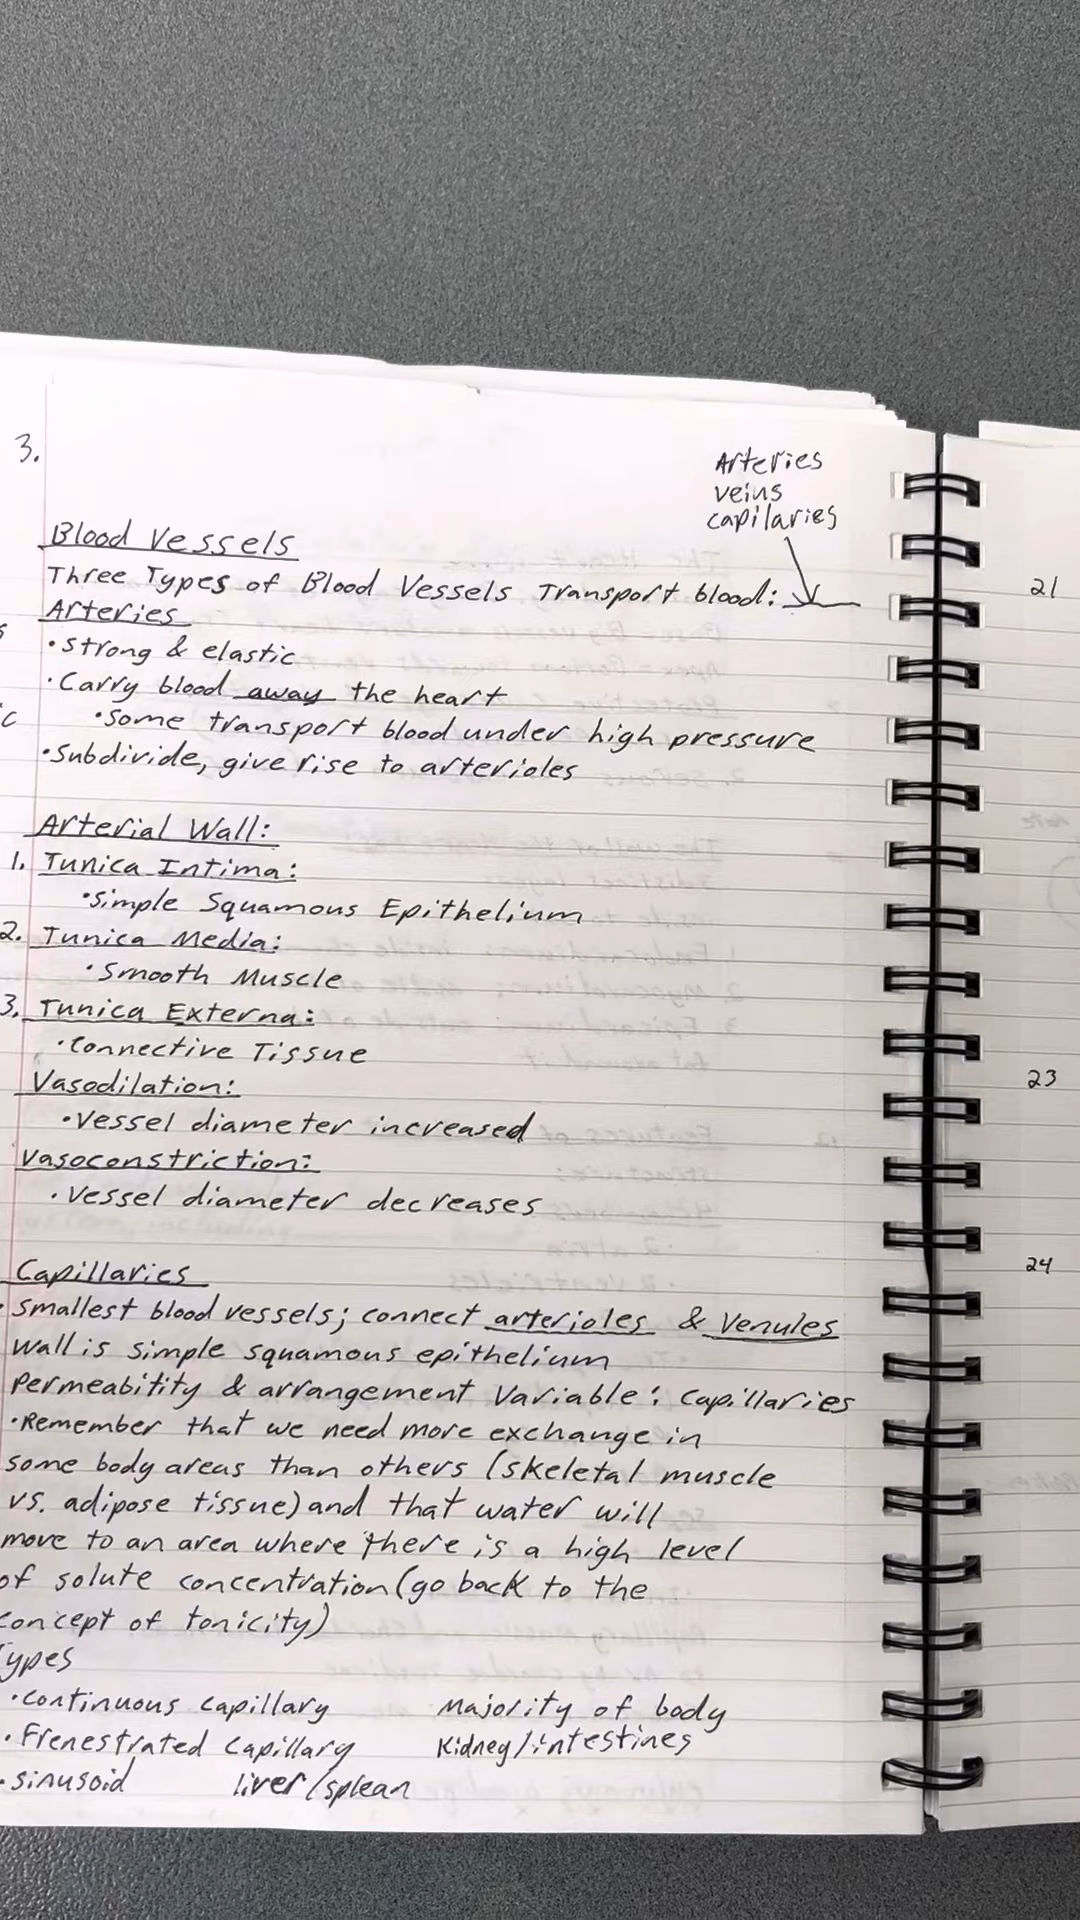 3.
Arteries
veins
capilaries
Blood Vessels
Three Types of Blood Vessels Transport blood:
Arteries
•Strong & elastic
•Carry blood away the heart
•Some transport blood under high pressure
•Subdivide, give rise to arterioles
Arterial Wall:
1. Tunica Intima:
•Simple Squamous Epithelium
2. Tunica Media:
•Smooth Muscle
3. Tunica Externa:
•Connective Tissue
Vasodilation:
•Vessel diameter increased
Vasoconstriction:
•Vessel diameter decreases
Capillaries
•Smallest blood vessels; connect arterioles & Venules
Wall is simple squamous epithelium
Permeabitity & arrangement Variable: Capillaries
•Remember that we need more exchange in
some body areas than others (skeletal muscle
vs. adipose tissue) and that water will
move to an area where there is a high level
of solute concentration (go back to the
concept of tonicity)
Types
•Continuous Capillary Majority of body
•Frenestrated Capillary Kidney/intestines
•Sinusoid liver/splean
21
23
24